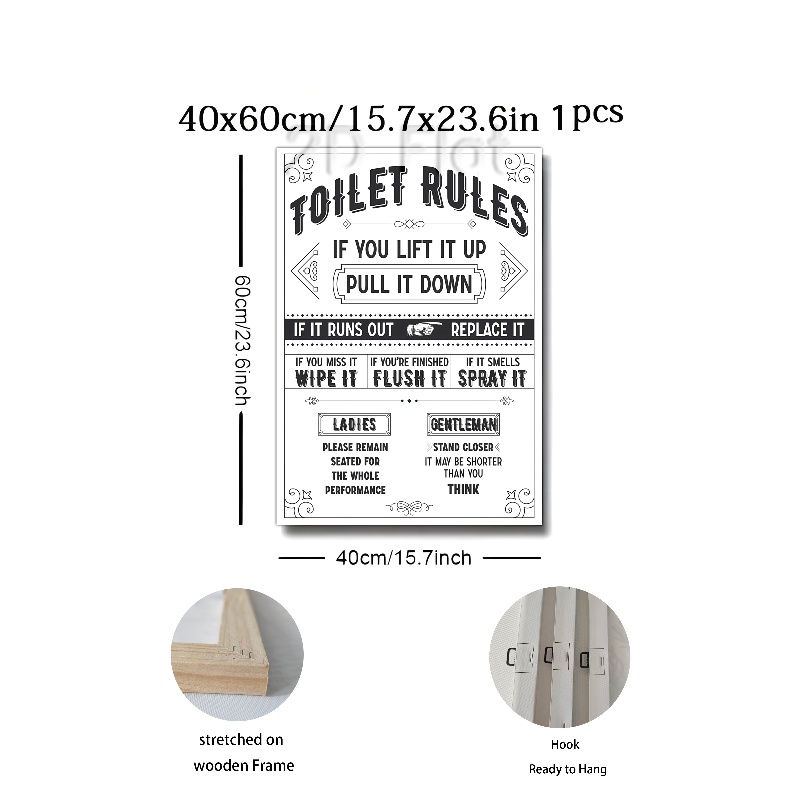 40x60cm/15.7x23.6in 1pcs
2D Flat
TOILET RULES
IF YOU LIFT IT UP
PULL IT DOWN
IF IT RUNS OUT REPLACE IT
IF YOU MISS IT IF YOU'RE FINISHED IF IT SMELLS
WIPE IT FLUSH IT SPRAY IT
LADIES
PLEASE REMAIN
SEATED FOR
THE WHOLE
PERFORMANCE
GENTLEMAN
STAND CLOSER
IT MAY BE SHORTER
THAN YOU
THINK
60cm/23.6inch
40cm/15.7inch
stretched on
wooden Frame
Hook
Ready to Hang